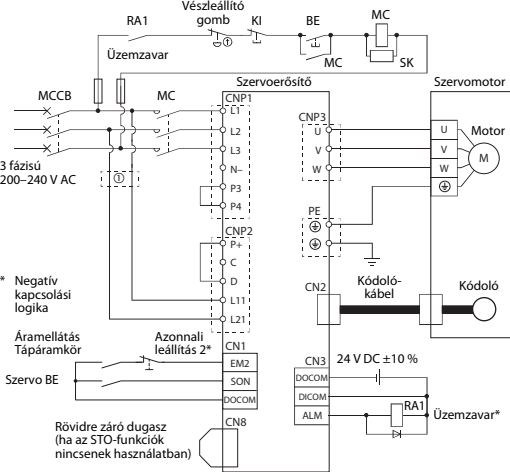 Vészleállító
gomb
RA1
KI
BE
MC
Üzemzavar
MC
SK
Szervoerősítő
Szervomotor
MCCB
MC
CNP1
L1
L2
L3
N–
P3
P4
CNP3
U
V
W
U
V
W
Motor
M
3 fázisú
200–240 V AC
①
PE
CNP2
P+
C
D
L11
L21
* Negatív
kapcsolási
logika
CN2
Kódoló-
kábel
Kódoló
Áramellátás
Tápáramkör
Azonnali
leállítás 2*
CN1
EM2
SON
DOCOM
Szervo BE
CN3
24 V DC ±10 %
DOCOM
DICOM
ALM
RA1
Üzemzavar*
CN8
Rövidre záró dugasz
(ha az STO-funkciók
nincsenek használatban)